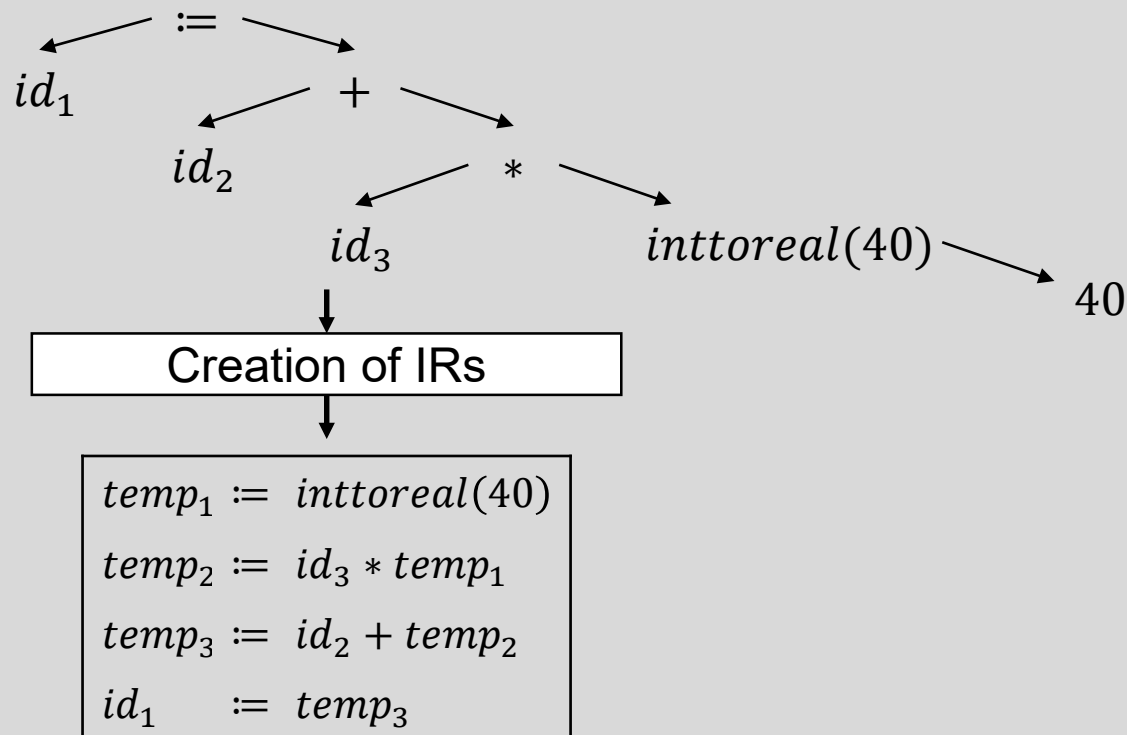 :=
id₁ +
id₂ *
id₃ inttoreal(40)
40
Creation of IRs
temp₁ := inttoreal(40)
temp₂ := id₃ * temp₁
temp₃ := id₂ + temp₂
id₁ := temp₃